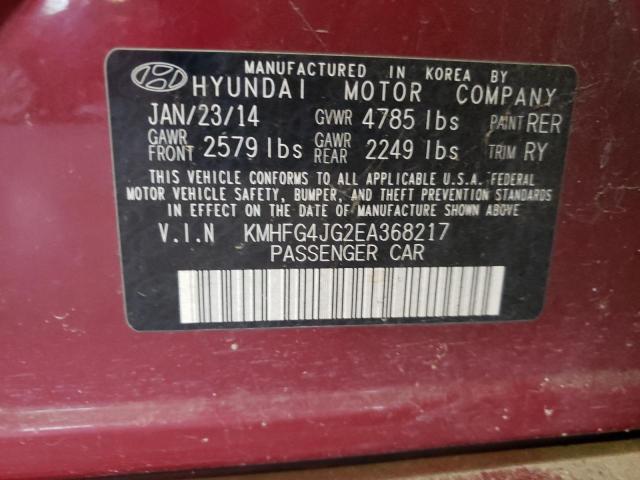 MANUFACTURED IN KOREA BY
HYUNDAI MOTOR COMPANY
JAN/23/14 GVWR 4785 lbs PAINT RER
GAWR FRONT 2579 lbs GAWR REAR 2249 lbs TRIM RY
THIS VEHICLE CONFORMS TO ALL APPLICABLE U.S.A. FEDERAL
MOTOR VEHICLE SAFETY, BUMPER, AND THEFT PREVENTION STANDARDS
IN EFFECT ON THE DATE OF MANUFACTURE SHOWN ABOVE
V.I.N KMHFG4JG2EA368217
PASSENGER CAR